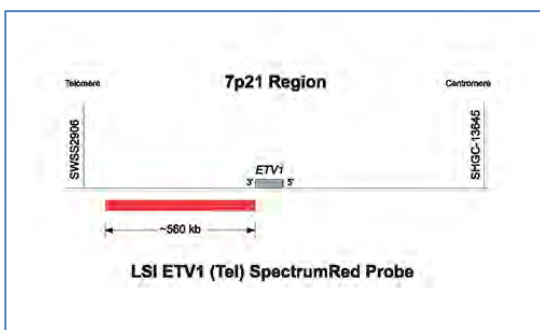 7p21 Region
Telomere
Centromere
SWSS2906
SHGC-13645
ETV1
3' 5'
~560 kb
LSI ETV1 (Tel) SpectrumRed Probe